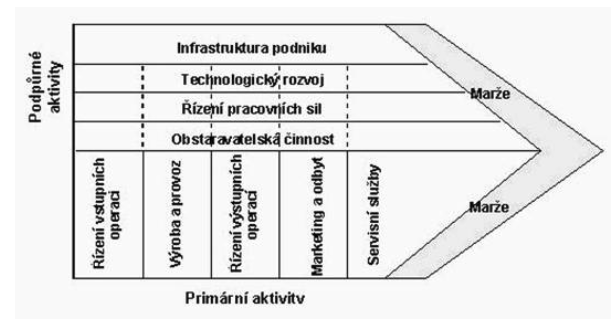 Podpůrné
aktivity
Infrastruktura podniku
Technologický rozvoj
Řízení pracovních sil
Obstaravatelská činnost
Marže
Marže
Řízení vstupních
operací
Výroba a provoz
Řízení výstupních
operací
Marketing a odbyt
Servisní služby
Primární aktivity